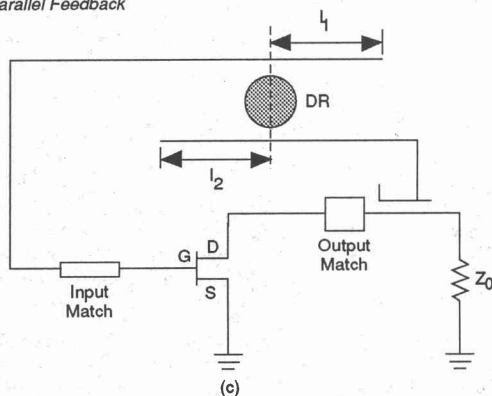 Parallel Feedback
l1
DR
l2
G
D
S
Input
Match
Output
Match
Z0
(c)